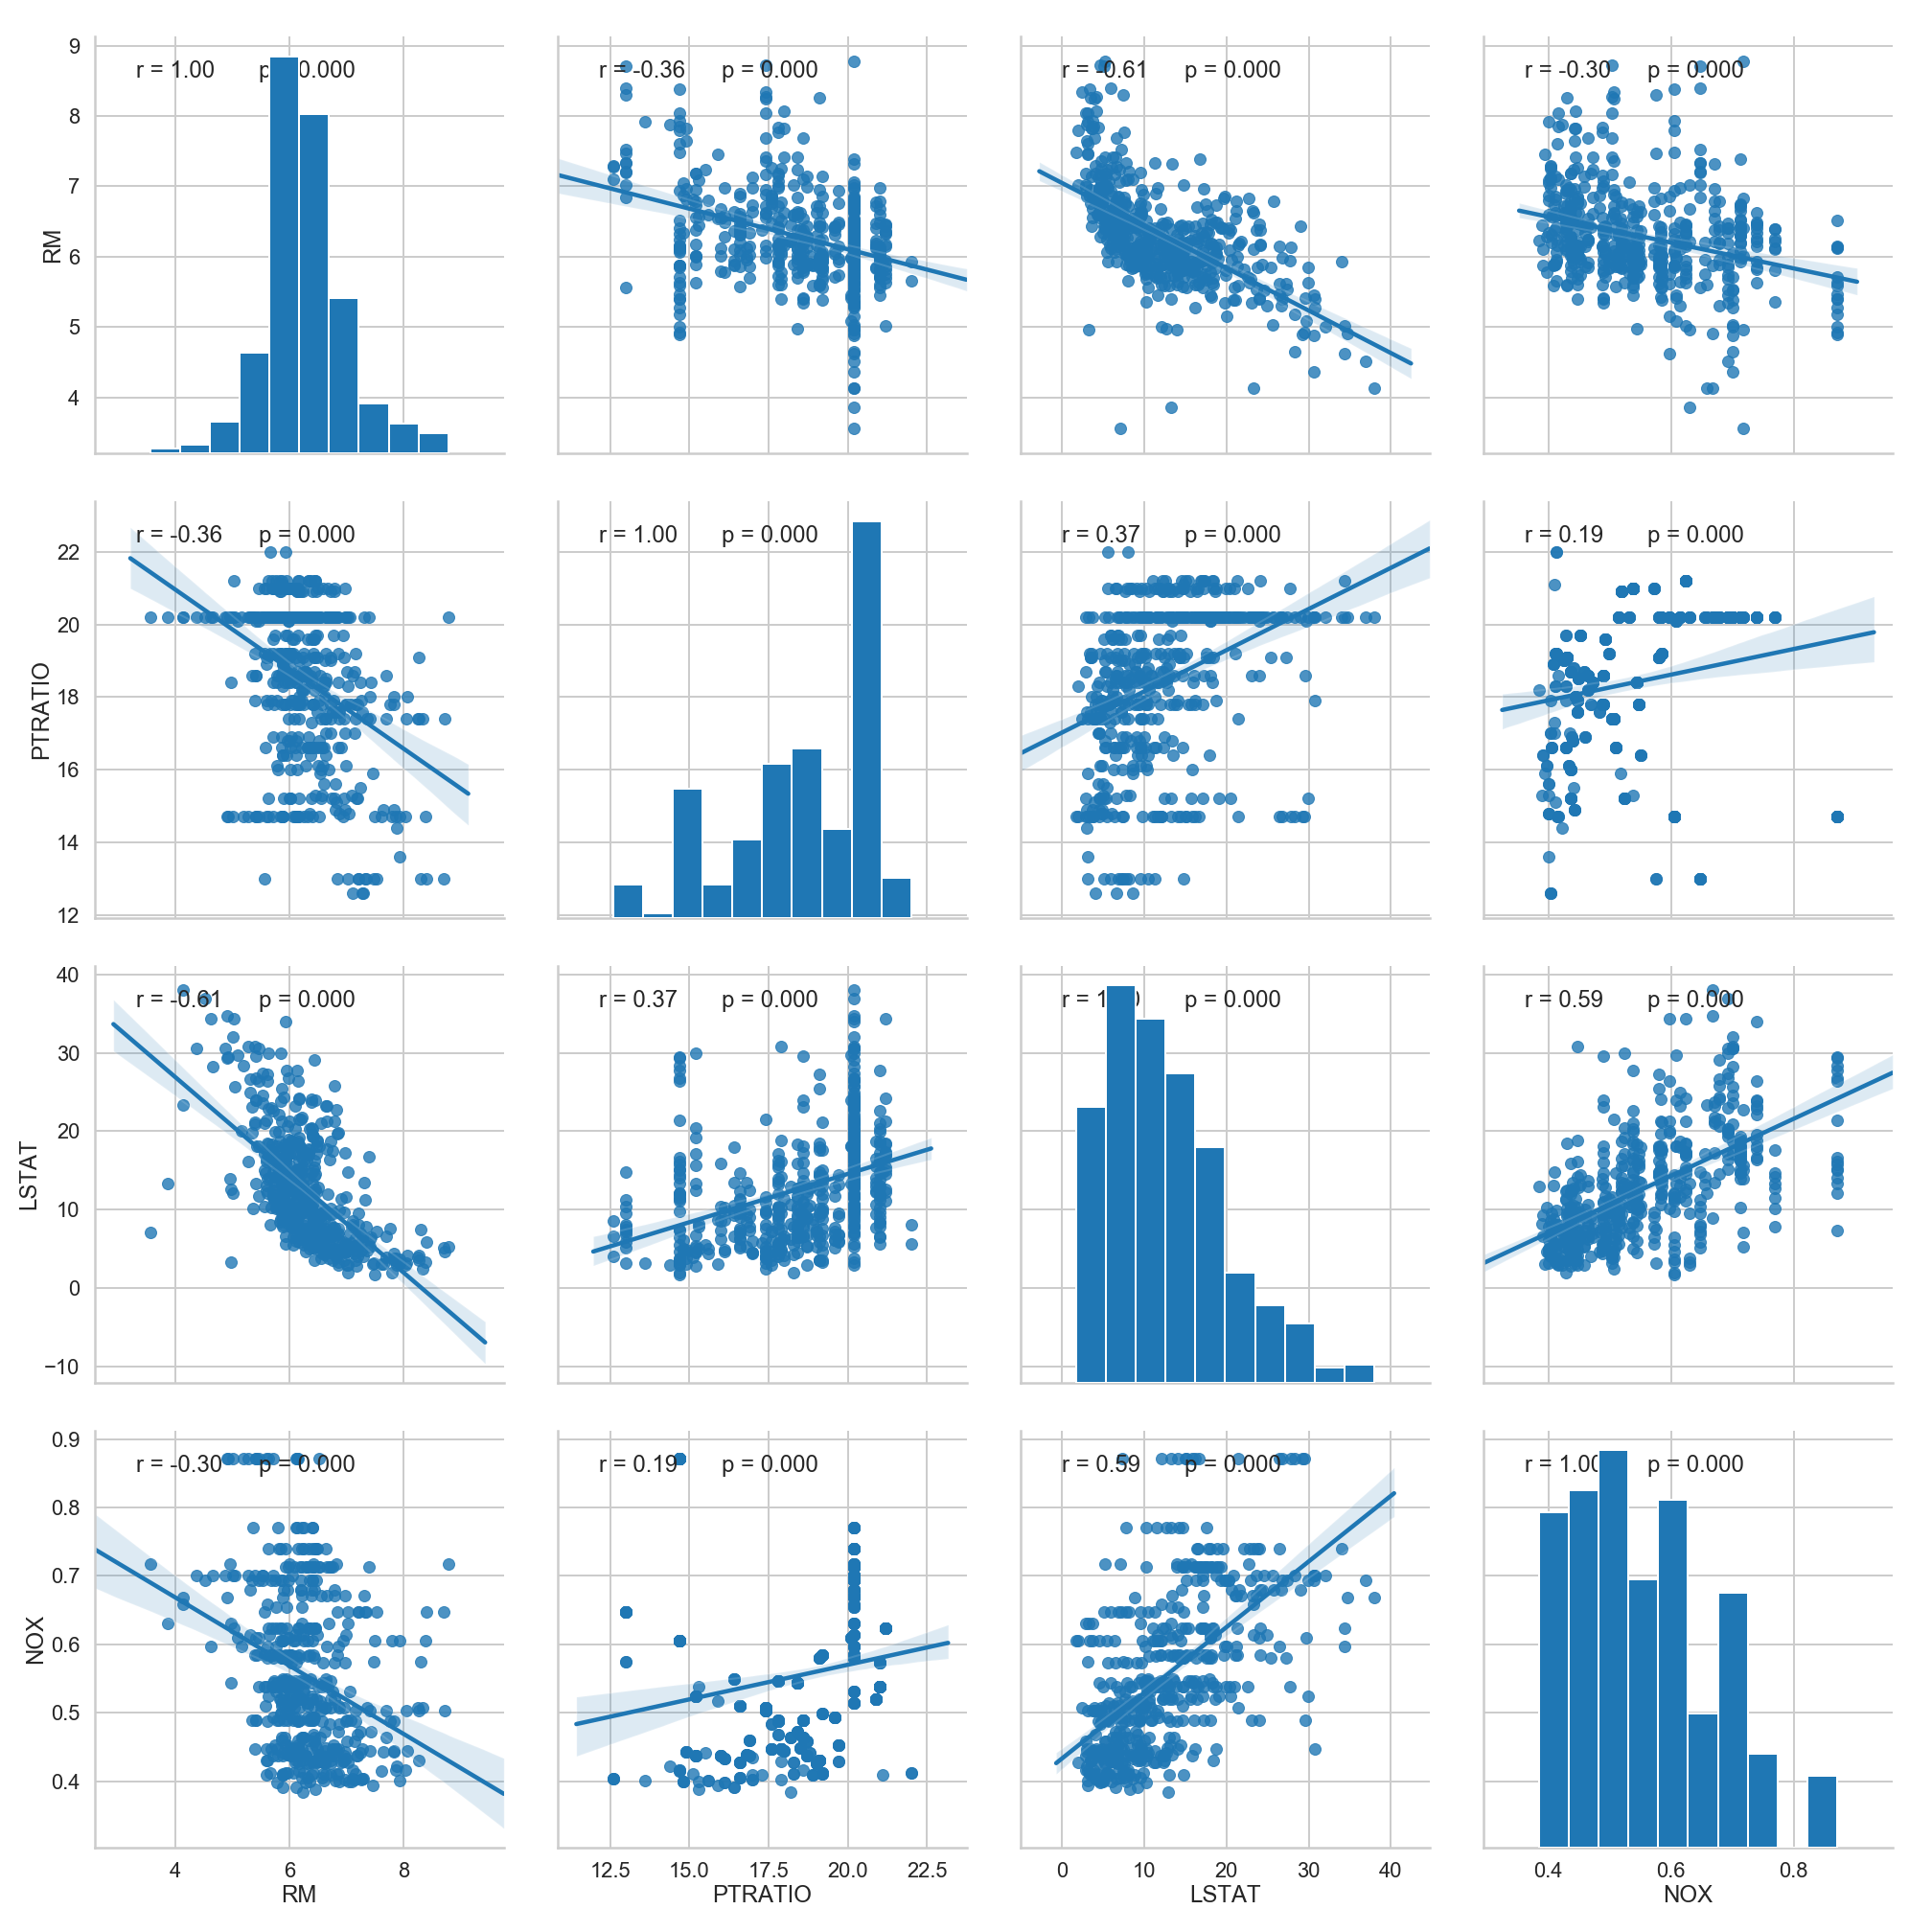 9
r = 1.00 p 0.000
r = -0.36 p = 0.000
r = -0.61 p = 0.000
r = -0.30 p = 0.000
8
7
RM
6
5
4
r = -0.36 p = 0.000
r = 1.00 p = 0.000
r = 0.37 p = 0.000
r = 0.19 p = 0.000
22
20
18
PTRATIO
16
14
12
40
r = -0.61 p = 0.000
r = 0.37 p = 0.000
r = 1 0 p = 0.000
r = 0.59 p = 0.000
30
20
LSTAT
10
0
−10
0.9
r = -0.30 p = 0.000
r = 0.19 p = 0.000
r = 0.59 p = 0.000
r = 1.00 p = 0.000
0.8
0.7
0.6
NOX
0.5
0.4
4 6 8
12.5 15.0 17.5 20.0 22.5
0 10 20 30 40
0.4 0.6 0.8
RM
PTRATIO
LSTAT
NOX